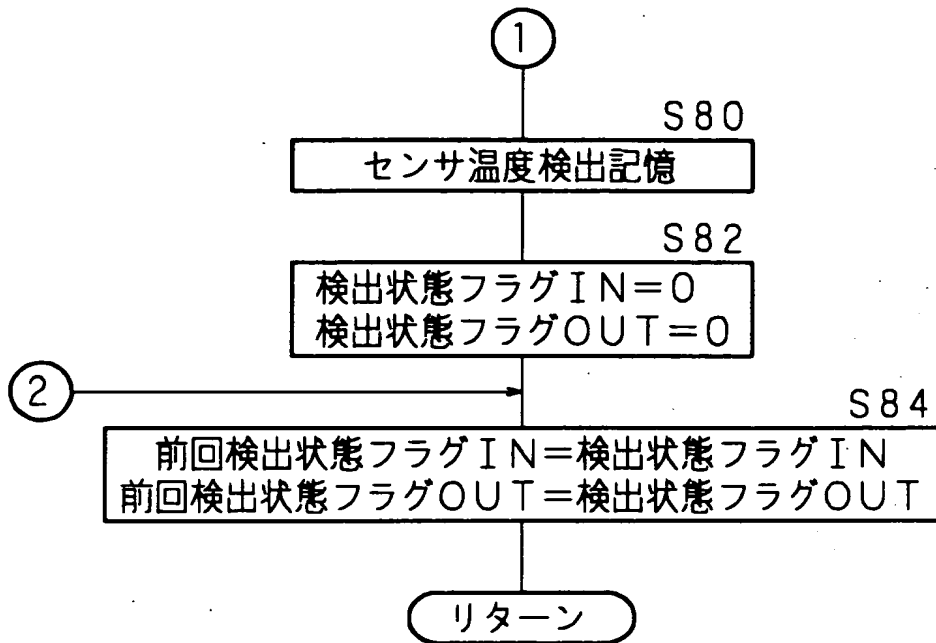 1
S80
センサ温度検出記憶
S82
検出状態フラグIN=0
検出状態フラグOUT=0
2
S84
前回検出状態フラグIN=検出状態フラグIN
前回検出状態フラグOUT=検出状態フラグOUT
リターン